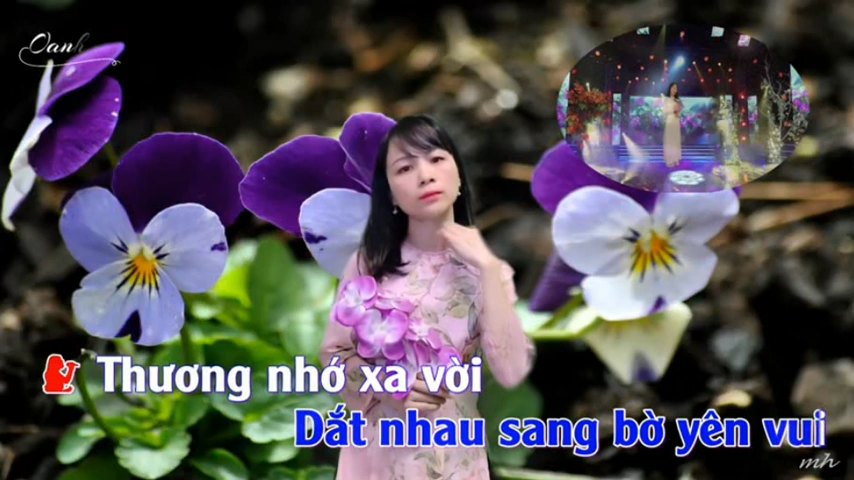 Oanh
Thương nhớ xa vời
Dắt nhau sang bờ yên vui
mh